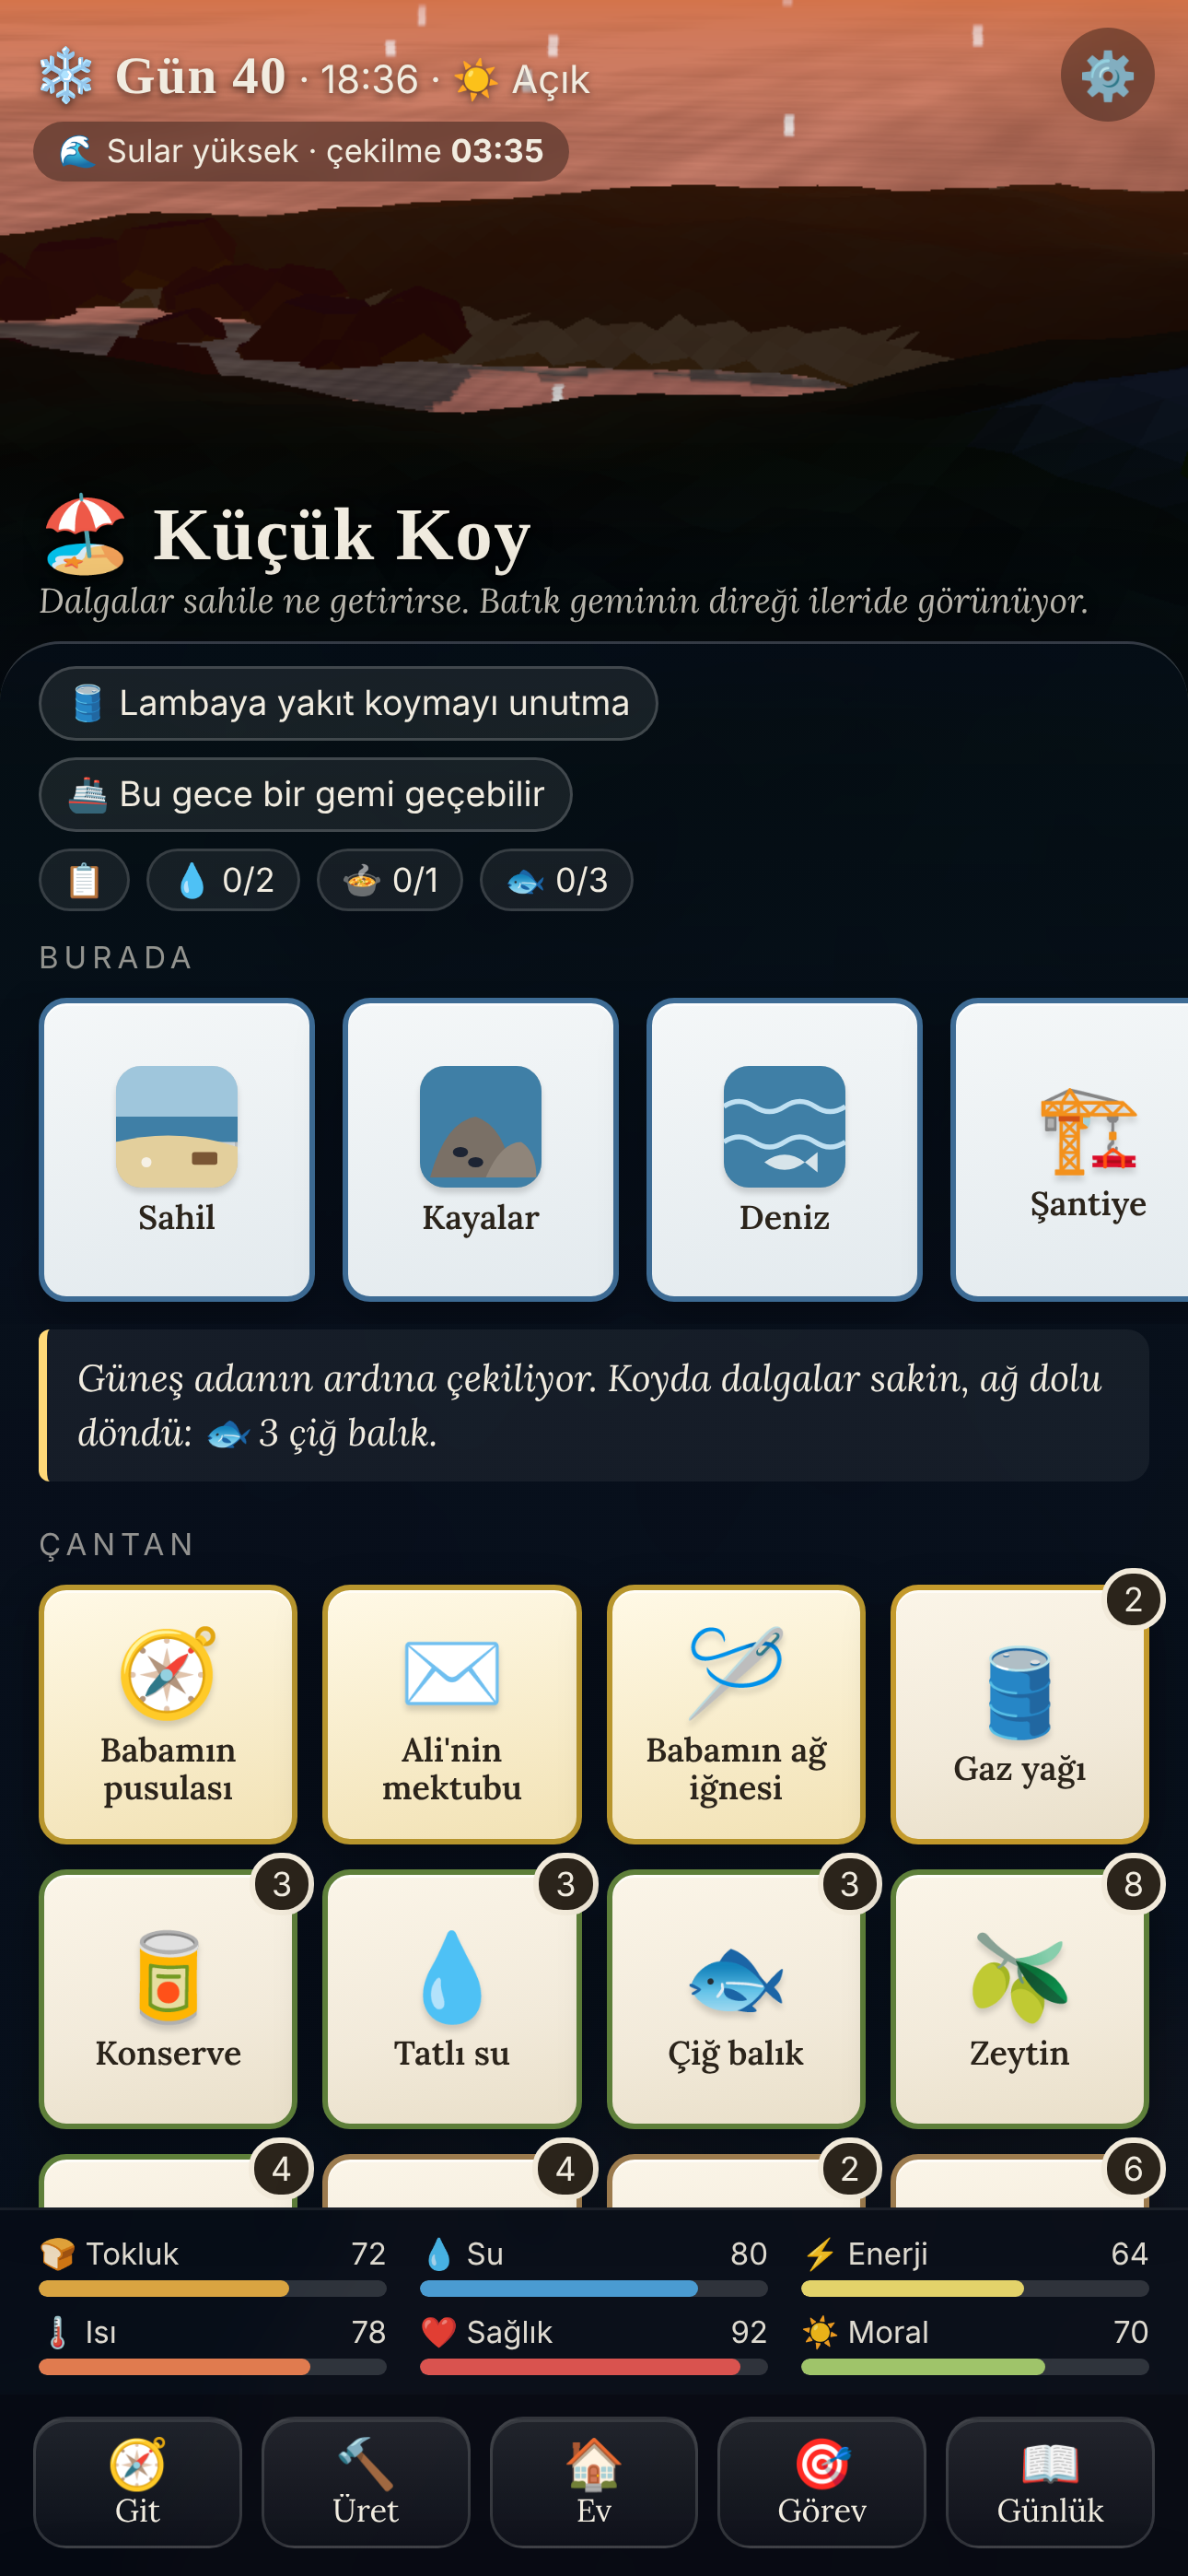 Gün 40 · 18:36 · Açık
Sular yüksek · çekilme 03:35
Küçük Koy
Dalgalar sahile ne getirirse. Batık geminin direği ileride görünüyor.
Lambaya yakıt koymayı unutma
Bu gece bir gemi geçebilir
0/2 0/1 0/3
BURADA
Sahil Kayalar Deniz Şantiye
Güneş adanın ardına çekiliyor. Koyda dalgalar sakin, ağ dolu
döndü: 3 çiğ balık.
ÇANTAN
2
Babamın pusulası
Ali'nin mektubu
Babamın ağ iğnesi
Gaz yağı
3 3 3 8
Konserve Tatlı su Çiğ balık Zeytin
4 4 2 6
Tokluk 72 Su 80 Enerji 64
Isı 78 Sağlık 92 Moral 70
Git Üret Ev Görev Günlük